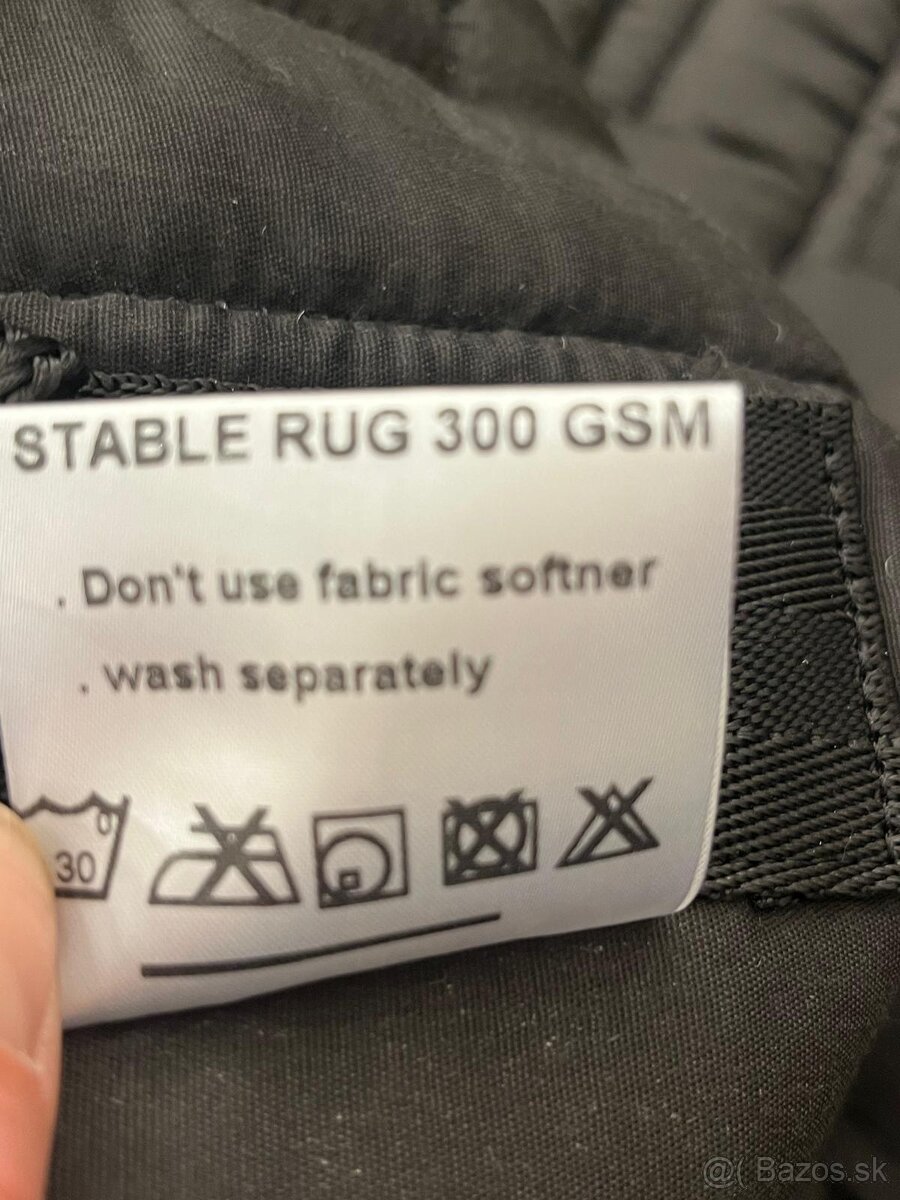 STABLE RUG 300 GSM
. Don't use fabric softner
. wash separately
30
@( Bazos.sk